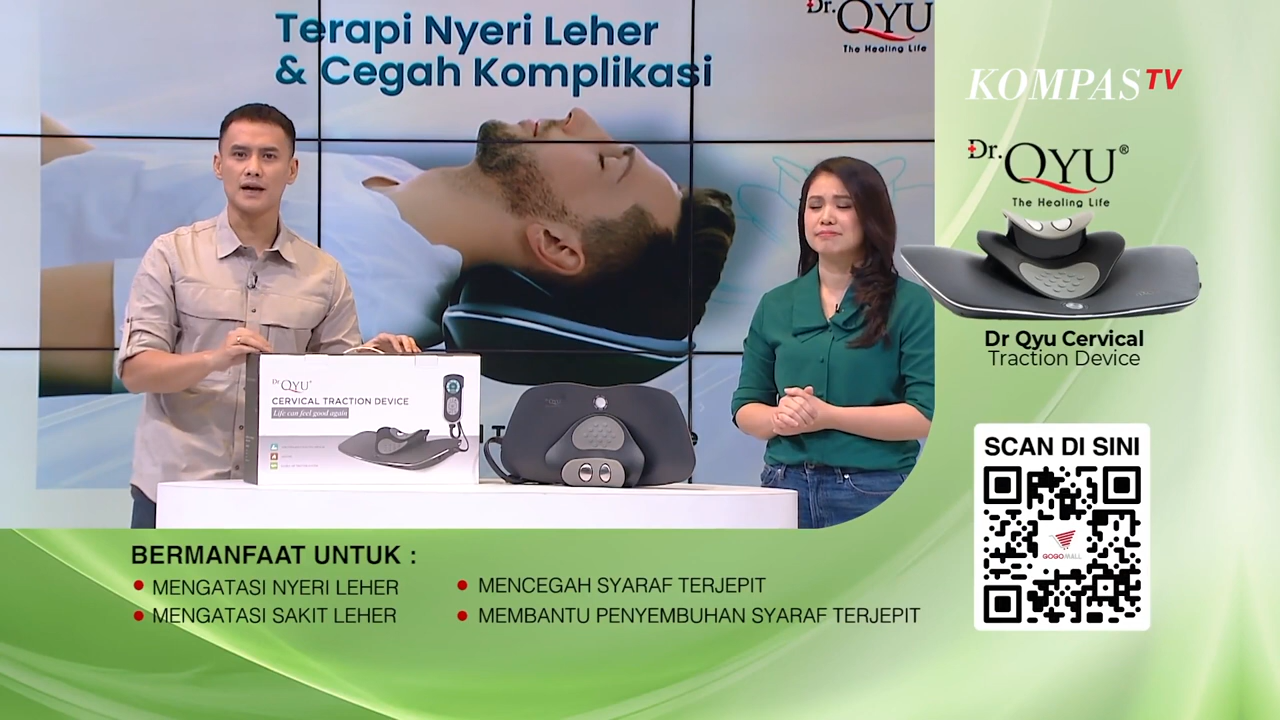 Terapi Nyeri Leher
& Cegah Komplikasi
Dr. QYU
The Healing Life
KOMPAS TV
Dr. QYU®
The Healing Life
Dr Qyu Cervical
Traction Device
Dr QYU®
CERVICAL TRACTION DEVICE
Life can feel good again
SCAN DI SINI
GOGOMALL
BERMANFAAT UNTUK :
• MENGATASI NYERI LEHER
• MENGATASI SAKIT LEHER
• MENCEGAH SYARAF TERJEPIT
• MEMBANTU PENYEMBUHAN SYARAF TERJEPIT